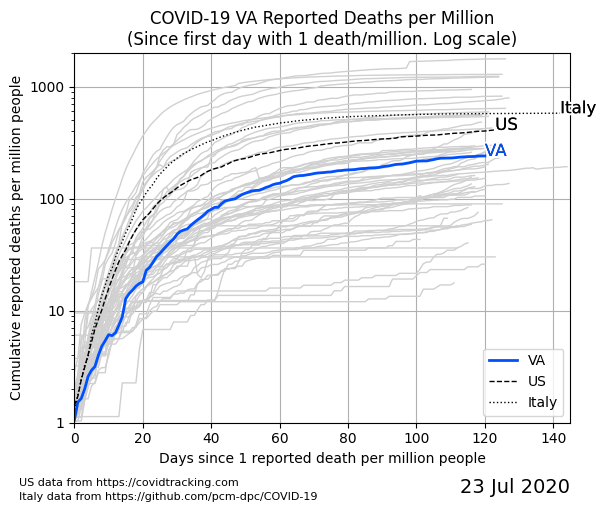 COVID-19 VA Reported Deaths per Million
(Since first day with 1 death/million. Log scale)
Cumulative reported deaths per million people
1000
100
10
1
Italy
US
VA
VA
US
Italy
0 20 40 60 80 100 120 140
Days since 1 reported death per million people
US data from https://covidtracking.com
Italy data from https://github.com/pcm-dpc/COVID-19
23 Jul 2020